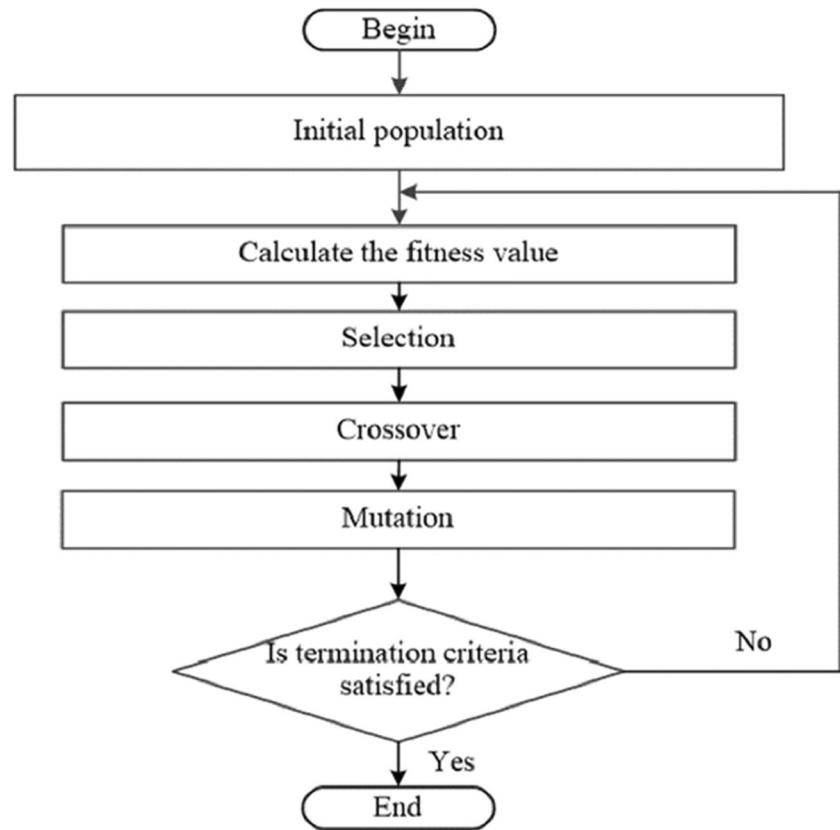 Begin
Initial population
Calculate the fitness value
Selection
Crossover
Mutation
Is termination criteria
satisfied?
No
Yes
End